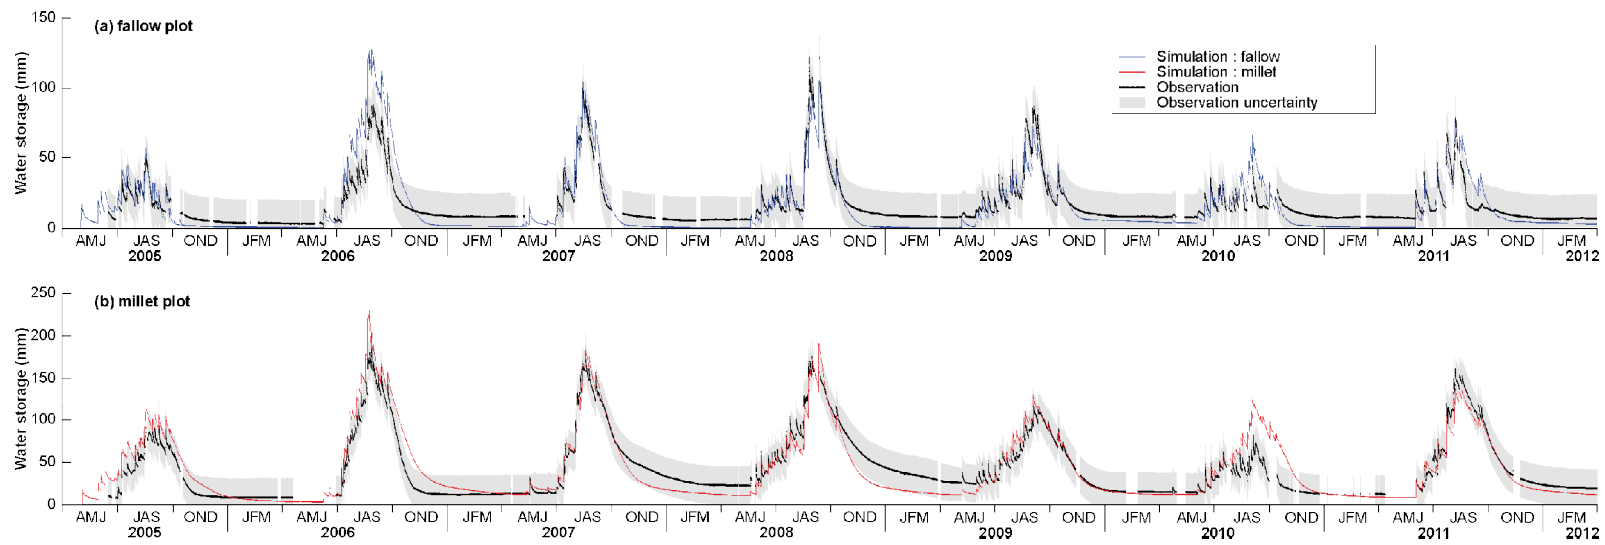 150
(a) fallow plot
Simulation : fallow
Simulation : millet
Observation
Observation uncertainty
100
50
0
Water storage (mm)
AMJ JAS OND JFM AMJ JAS OND JFM AMJ JAS OND JFM AMJ JAS OND JFM AMJ JAS OND JFM AMJ JAS OND JFM AMJ JAS OND JFM
2005 2006 2007 2008 2009 2010 2011 2012
250
(b) millet plot
200
150
100
50
0
Water storage (mm)
AMJ JAS OND JFM AMJ JAS OND JFM AMJ JAS OND JFM AMJ JAS OND JFM AMJ JAS OND JFM AMJ JAS OND JFM AMJ JAS OND JFM
2005 2006 2007 2008 2009 2010 2011 2012